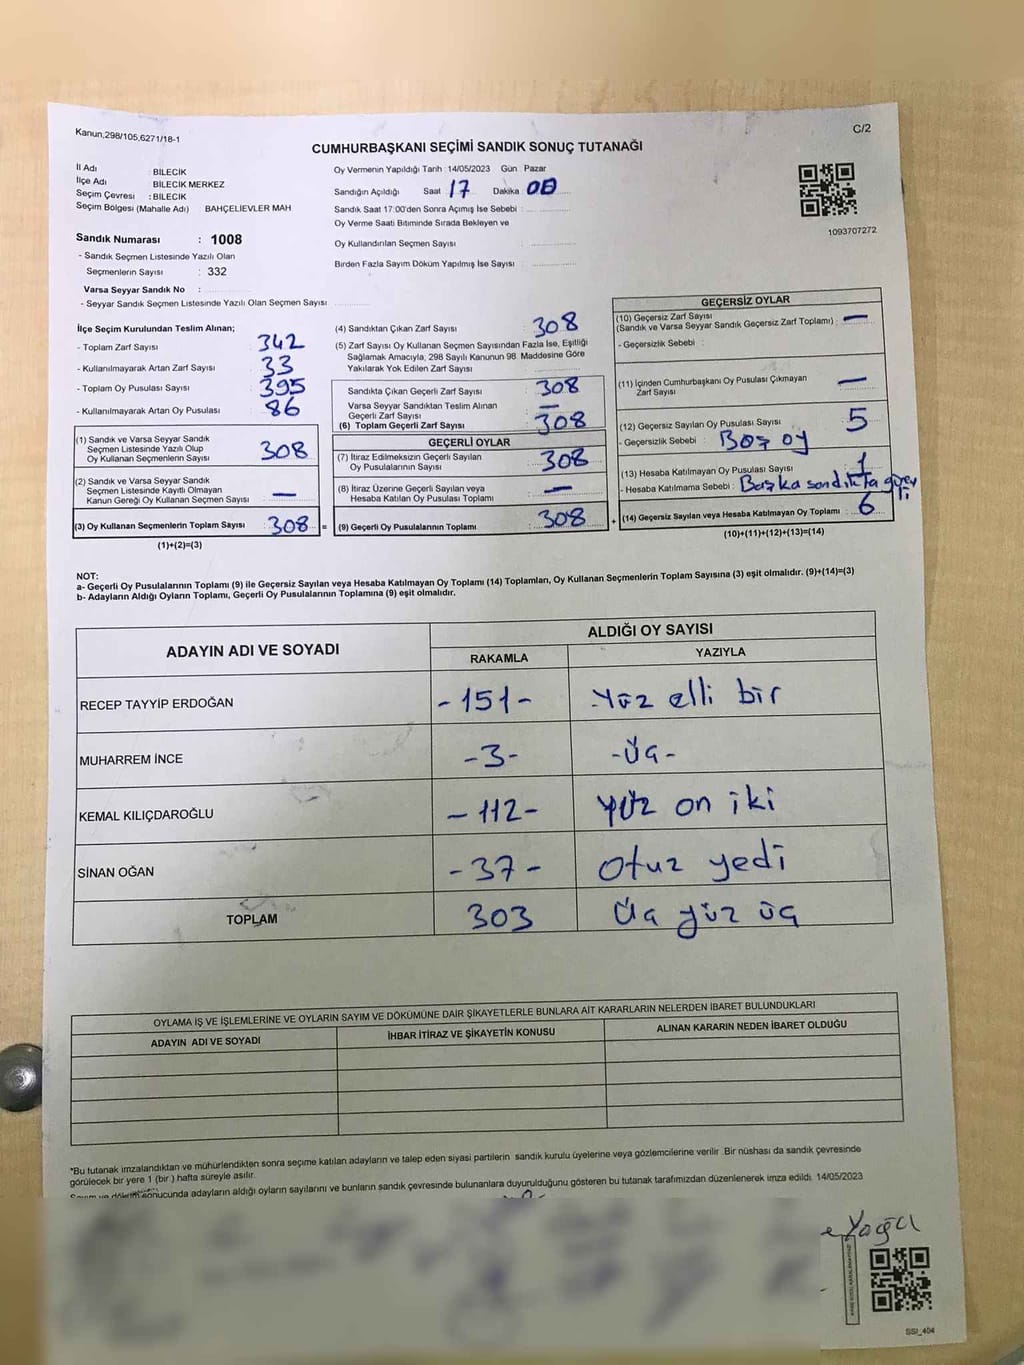 Kanun,298/105,6271/18-1
C/2
CUMHURBAŞKANI SEÇİMİ SANDIK SONUÇ TUTANAĞI
İl Adı : BİLECİK
İlçe Adı : BİLECİK MERKEZ
Seçim Çevresi : BİLECİK
Seçim Bölgesi (Mahalle Adı) BAHÇELİEVLER MAH
Sandık Numarası : 1008
- Sandık Seçmen Listesinde Yazılı Olan
Seçmenlerin Sayısı : 332
Varsa Seyyar Sandık No :
- Seyyar Sandık Seçmen Listesinde Yazılı Olan Seçmen Sayısı
Oy Vermenin Yapıldığı Tarih : 14/05/2023 Gün : Pazar
Sandığın Açıldığı Saat 17 Dakika 00
Sandık Saat 17:00'den Sonra Açımış İse Sebebi :
Oy Verme Saati Bitiminde Sırada Bekleyen ve
Oy Kullandırılan Seçmen Sayısı :
Birden Fazla Sayım Döküm Yapılmış İse Sayısı :
1093707272
İlçe Seçim Kurulundan Teslim Alınan;
- Toplam Zarf Sayısı : 342
- Kullanılmayarak Artan Zarf Sayısı : 33
- Toplam Oy Pusulası Sayısı : 395
- Kullanılmayarak Artan Oy Pusulası : 86
(1) Sandık ve Varsa Seyyar Sandık
Seçmen Listesinde Yazılı Olup
Oy Kullanan Seçmenlerin Sayısı : 308
(2) Sandık ve Varsa Seyyar Sandık
Seçmen Listesinde Kayıtlı Olmayan
Kanun Gereği Oy Kullanan Seçmen Sayısı : —
(3) Oy Kullanan Seçmenlerin Toplam Sayısı : 308 =
(1)+(2)=(3)
(4) Sandıktan Çıkan Zarf Sayısı : 308
(5) Zarf Sayısı Oy Kullanan Seçmen Sayısından Fazla İse, Eşitliği
Sağlamak Amacıyla; 298 Sayılı Kanunun 98. Maddesine Göre
Yakılarak Yok Edilen Zarf Sayısı :
Sandıkta Çıkan Geçerli Zarf Sayısı : 308
Varsa Seyyar Sandıktan Teslim Alınan
Geçerli Zarf Sayısı : —
(6) Toplam Geçerli Zarf Sayısı : 308
GEÇERLİ OYLAR
(7) İtiraz Edilmeksizin Geçerli Sayılan
Oy Pusulalarının Sayısı : 308
(8) İtiraz Üzerine Geçerli Sayılan veya
Hesaba Katılan Oy Pusulası Toplamı : —
(9) Geçerli Oy Pusulalarının Toplamı : 308 +
GEÇERSİZ OYLAR
(10) Geçersiz Zarf Sayısı
(Sandık ve Varsa Seyyar Sandık Geçersiz Zarf Toplamı) : —
- Geçersizlik Sebebi :
(11) İçinden Cumhurbaşkanı Oy Pusulası Çıkmayan
Zarf Sayısı : —
(12) Geçersiz Sayılan Oy Pusulası Sayısı : 5
- Geçersizlik Sebebi : Boş oy
(13) Hesaba Katılmayan Oy Pusulası Sayısı : 1
- Hesaba Katılmama Sebebi : Başka sandıkta
(14) Geçersiz Sayılan veya Hesaba Katılmayan Oy Toplamı : 6
(10)+(11)+(12)+(13)=(14)
NOT:
a- Geçerli Oy Pusulalarının Toplamı (9) ile Geçersiz Sayılan veya Hesaba Katılmayan Oy Toplamı (14) Toplamları, Oy Kullanan Seçmenlerin Toplam Sayısına (3) eşit olmalıdır. (9)+(14)=(3)
b- Adayların Aldığı Oyların Toplamı, Geçerli Oy Pusulalarının Toplamına (9) eşit olmalıdır.
ADAYIN ADI VE SOYADI
ALDIĞI OY SAYISI
RAKAMLA YAZIYLA
RECEP TAYYİP ERDOĞAN -151- Yüz elli bir
MUHARREM İNCE -3- -Üç-
KEMAL KILIÇDAROĞLU -112- yüz on iki
SİNAN OĞAN -37- Otuz yedi
TOPLAM 303 Üç yüz üç
OYLAMA İŞ VE İŞLEMLERİNE VE OYLARIN SAYIM VE DÖKÜMÜNE DAİR ŞİKAYETLERLE BUNLARA AİT KARARLARIN NELERDEN İBARET BULUNDUKLARI
ADAYIN ADI VE SOYADI İHBAR İTİRAZ VE ŞİKAYETİN KONUSU ALINAN KARARIN NEDEN İBARET OLDUĞU
*Bu tutanak imzalandıktan ve mühürlendikten sonra seçime katılan adayların ve talep eden siyasi partilerin sandık kurulu üyelerine veya gözlemcilerine verilir. Bir nüshası da sandık çevresinde
görülecek bir yere 1 (bir) hafta süreyle asılır.
Sayım ve döküm sonucunda adayların aldığı oyların sayılarını ve bunların sandık çevresinde bulunanlara duyurulduğunu gösteren bu tutanak tarafımızdan düzenlenerek imza edildi. 14/05/2023
e Yağcı
SSI_404